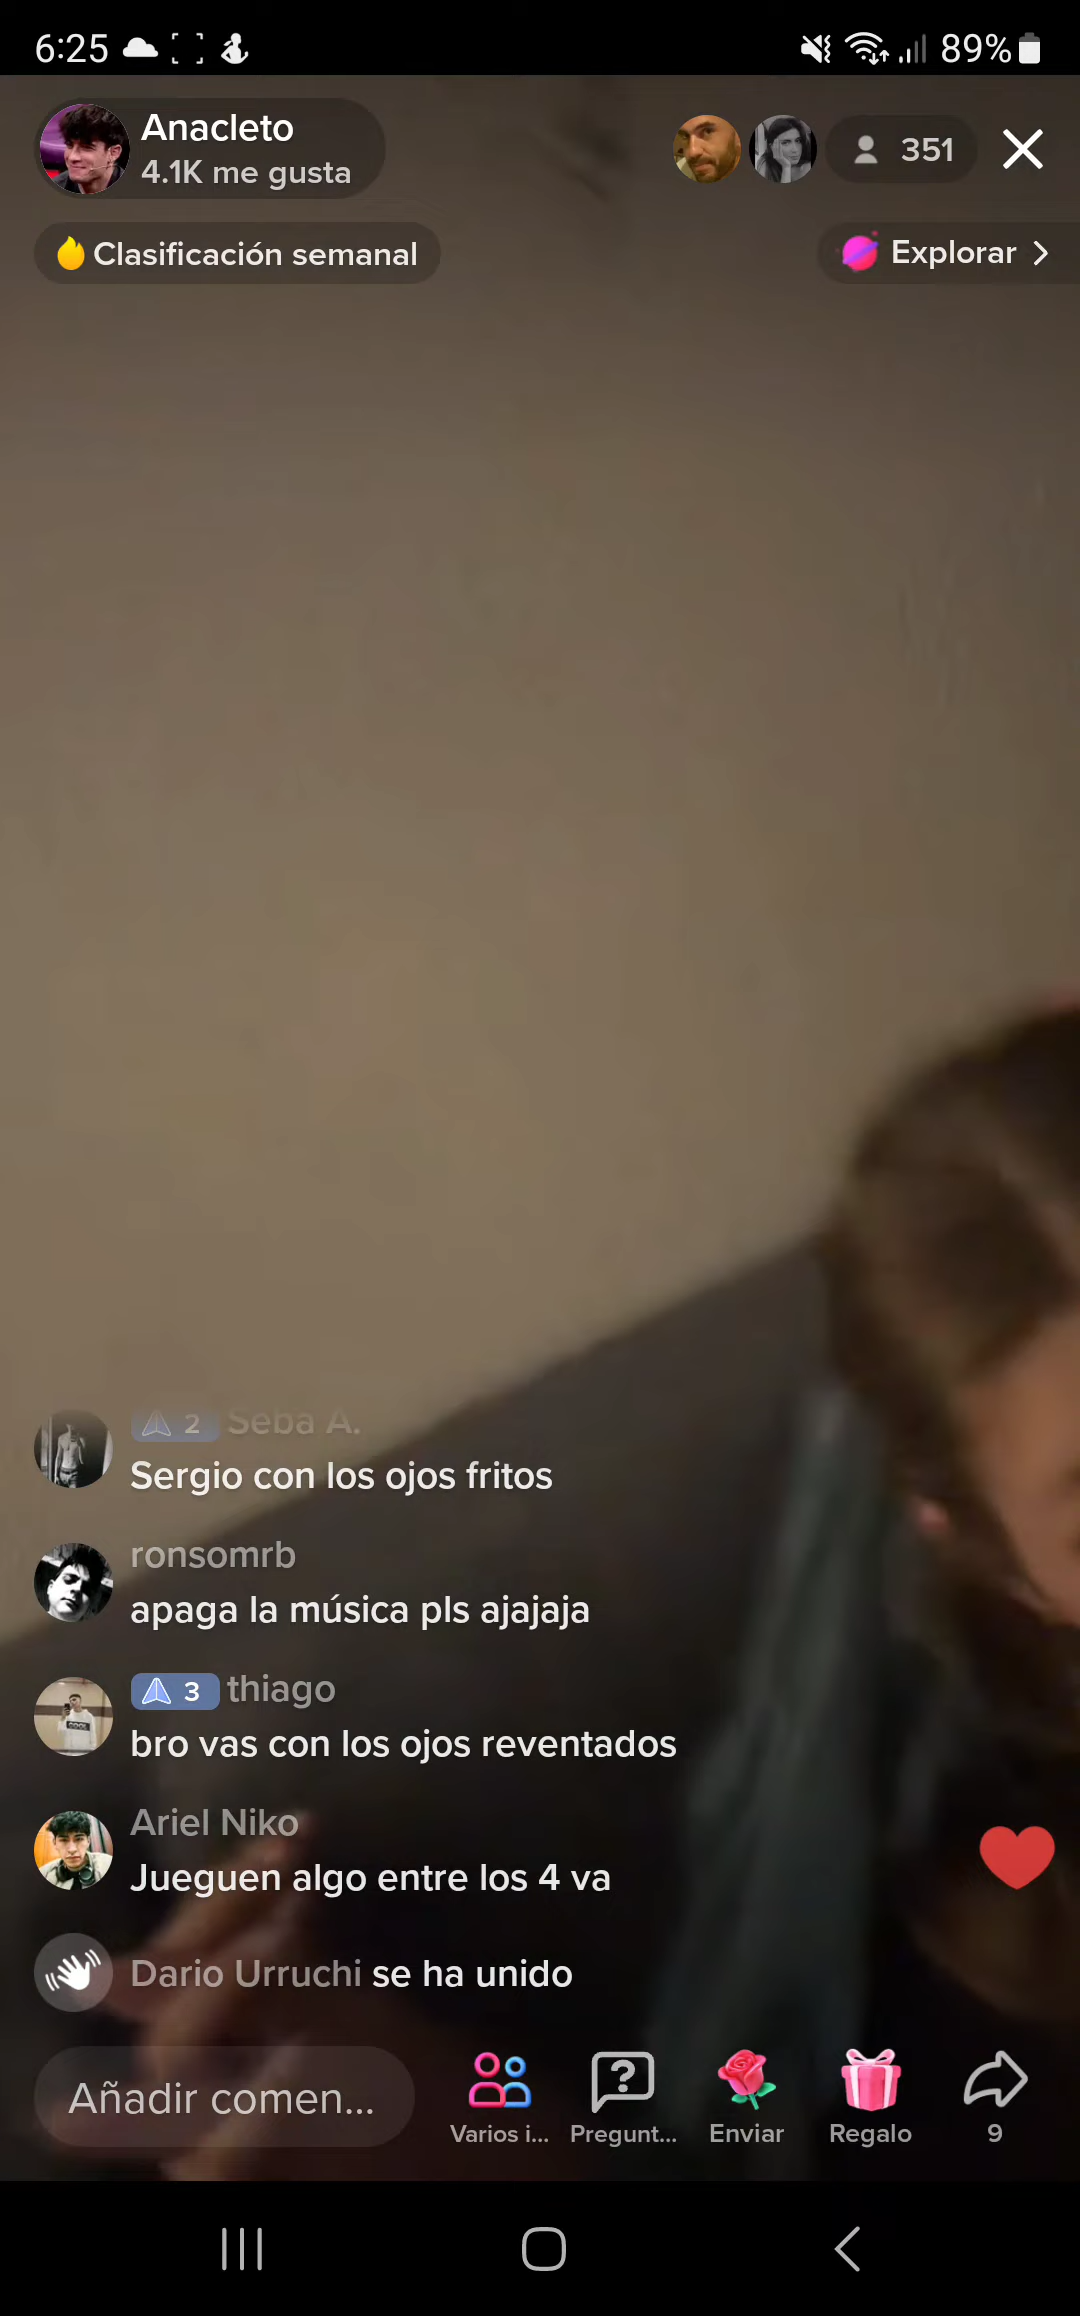 6:25
89%
Anacleto
4.1K me gusta
351
Clasificación semanal
Explorar
2 Seba A.
Sergio con los ojos fritos
ronsomrb
apaga la música pls ajajaja
3 thiago
bro vas con los ojos reventados
Ariel Niko
Jueguen algo entre los 4 va
Dario Urruchi se ha unido
Añadir comen...
Varios i...
Pregunt...
Enviar
Regalo
9